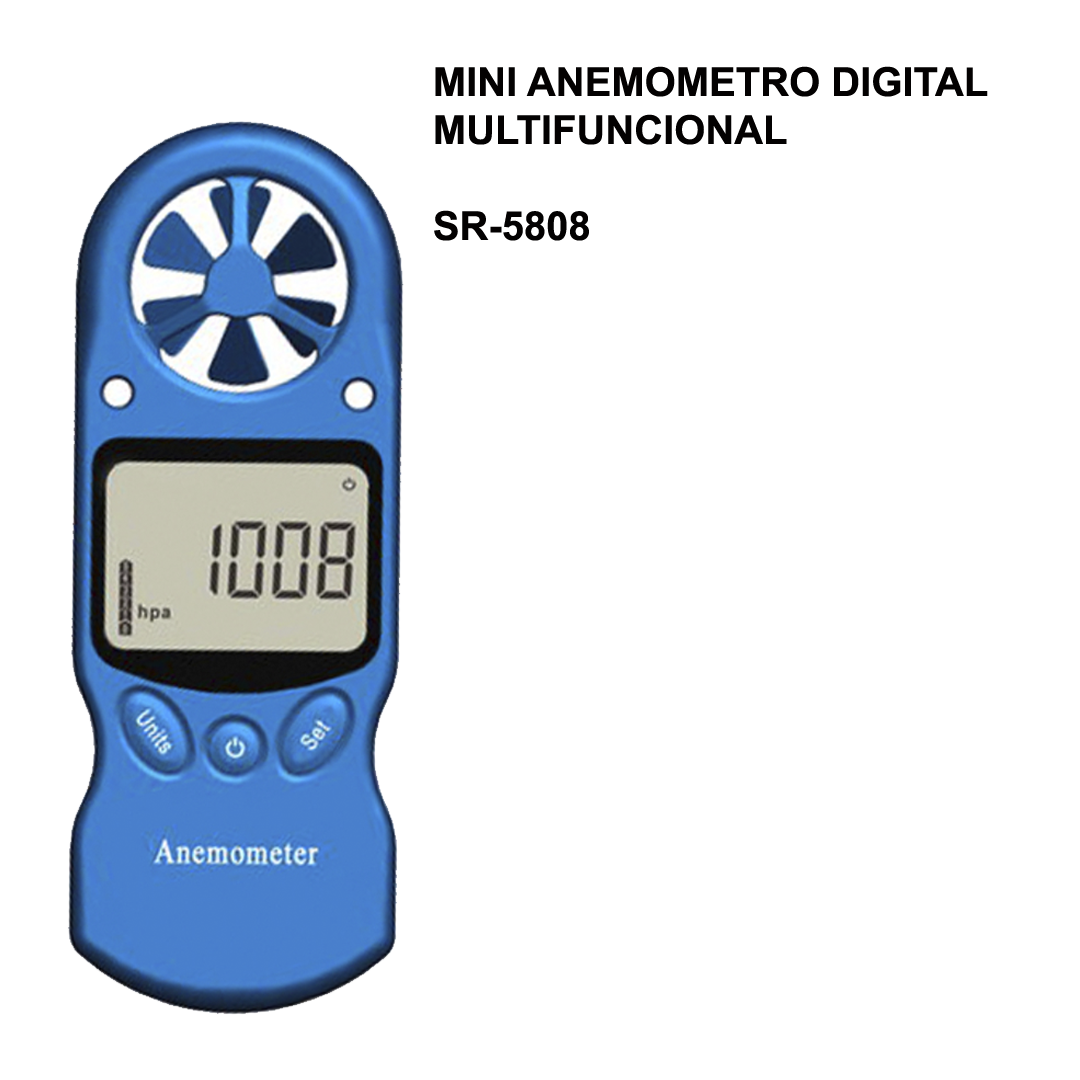 MINI ANEMOMETRO DIGITAL
MULTIFUNCIONAL
SR-5808
1008
hpa
Units
Set
Anemometer